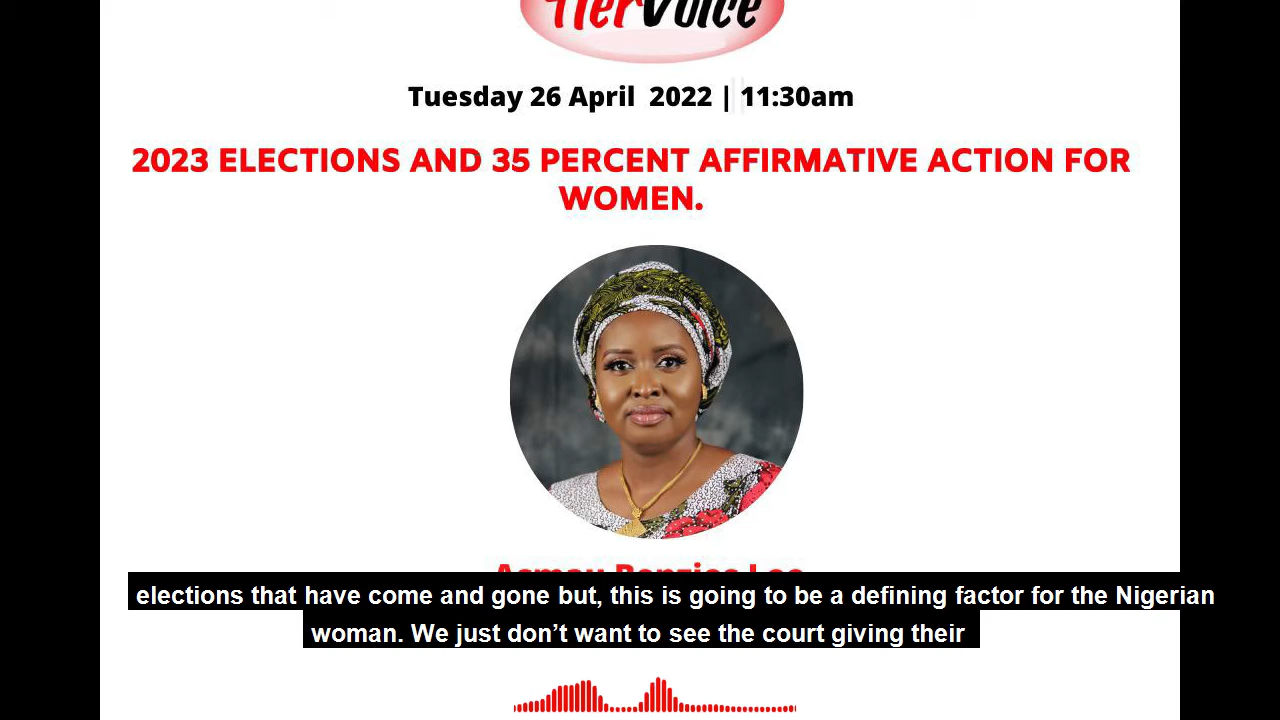 HerVoice
Tuesday 26 April 2022 | 11:30am
2023 ELECTIONS AND 35 PERCENT AFFIRMATIVE ACTION FOR
WOMEN.
elections that have come and gone but, this is going to be a defining factor for the Nigerian
woman. We just don’t want to see the court giving their